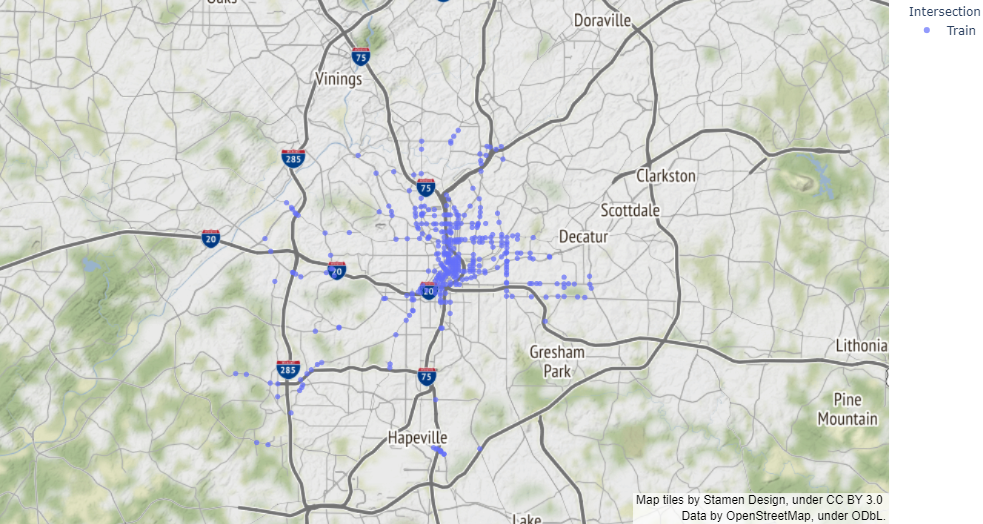 Oaks
Doraville
Intersection
Train
75
Vinings
285
Clarkston
75
Scottdale
20
Decatur
20
20
Lithonia
Gresham
Park
285
75
Pine
Mountain
Hapeville
Map tiles by Stamen Design, under CC BY 3.0
Data by OpenStreetMap, under ODbL.
Lake